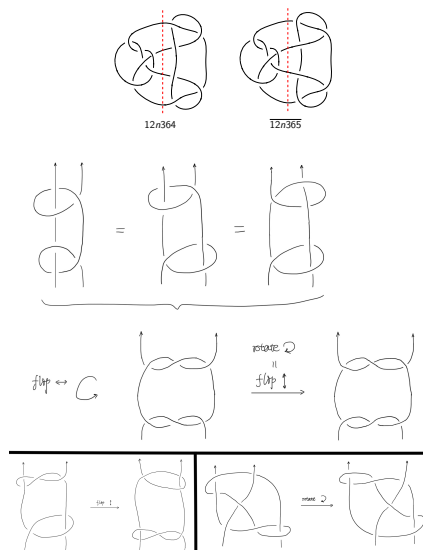 12n364
12n365
= =
flip ↔
rotate
=
flip ↕
flip ↕
rotate